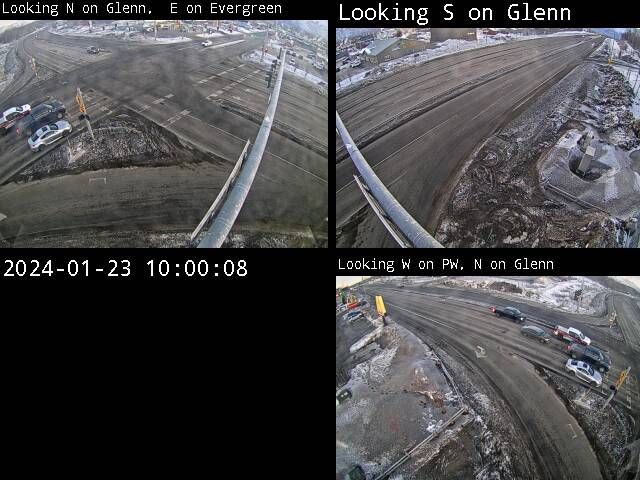 Looking N on Glenn,  E on Evergreen
Looking S on Glenn
2024-01-23 10:00:08
Looking W on PW, N on Glenn